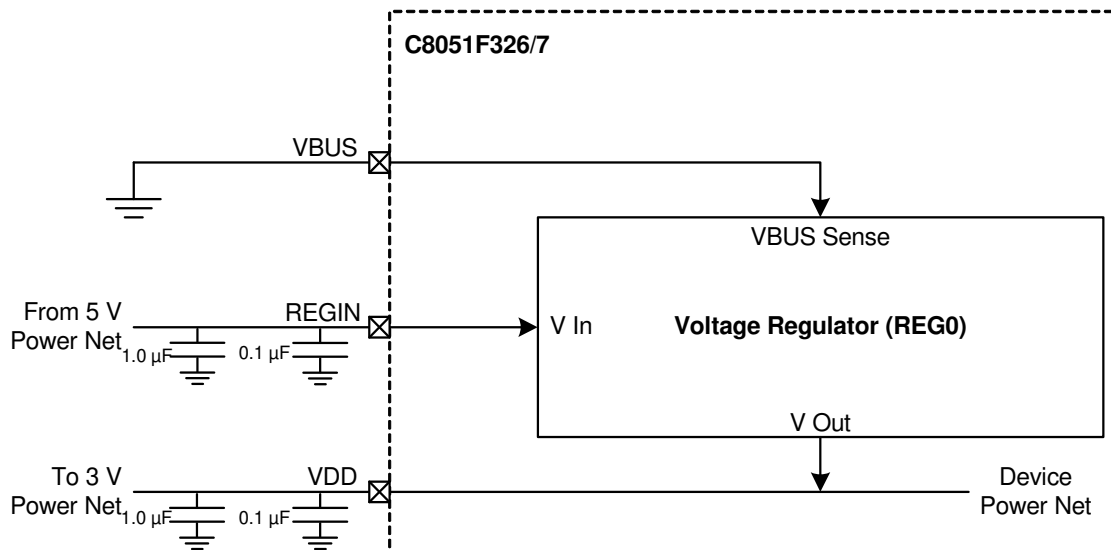 C8051F326/7
VBUS
VBUS Sense
From 5 V
Power Net
REGIN
1.0 µF
0.1 µF
V In
Voltage Regulator (REG0)
V Out
To 3 V
Power Net
VDD
1.0 µF
0.1 µF
Device
Power Net